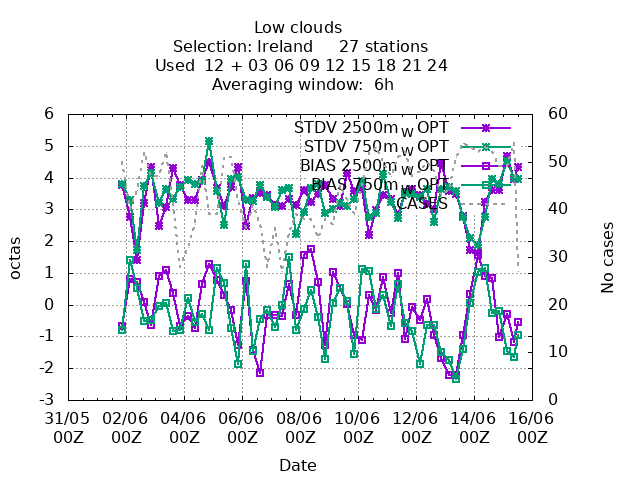 Low clouds
Selection: Ireland 27 stations
Used 12 + 03 06 09 12 15 18 21 24
Averaging window: 6h
STDV 2500m_W OPT
STDV 750m_W OPT
BIAS 2500m_W OPT
BIAS 750m_W OPT
CASES
6
5
4
3
2
1
0
-1
-2
-3
octas
60
50
40
30
20
10
0
No cases
31/05 02/06 04/06 06/06 08/06 10/06 12/06 14/06 16/06
00Z 00Z 00Z 00Z 00Z 00Z 00Z 00Z 00Z
Date